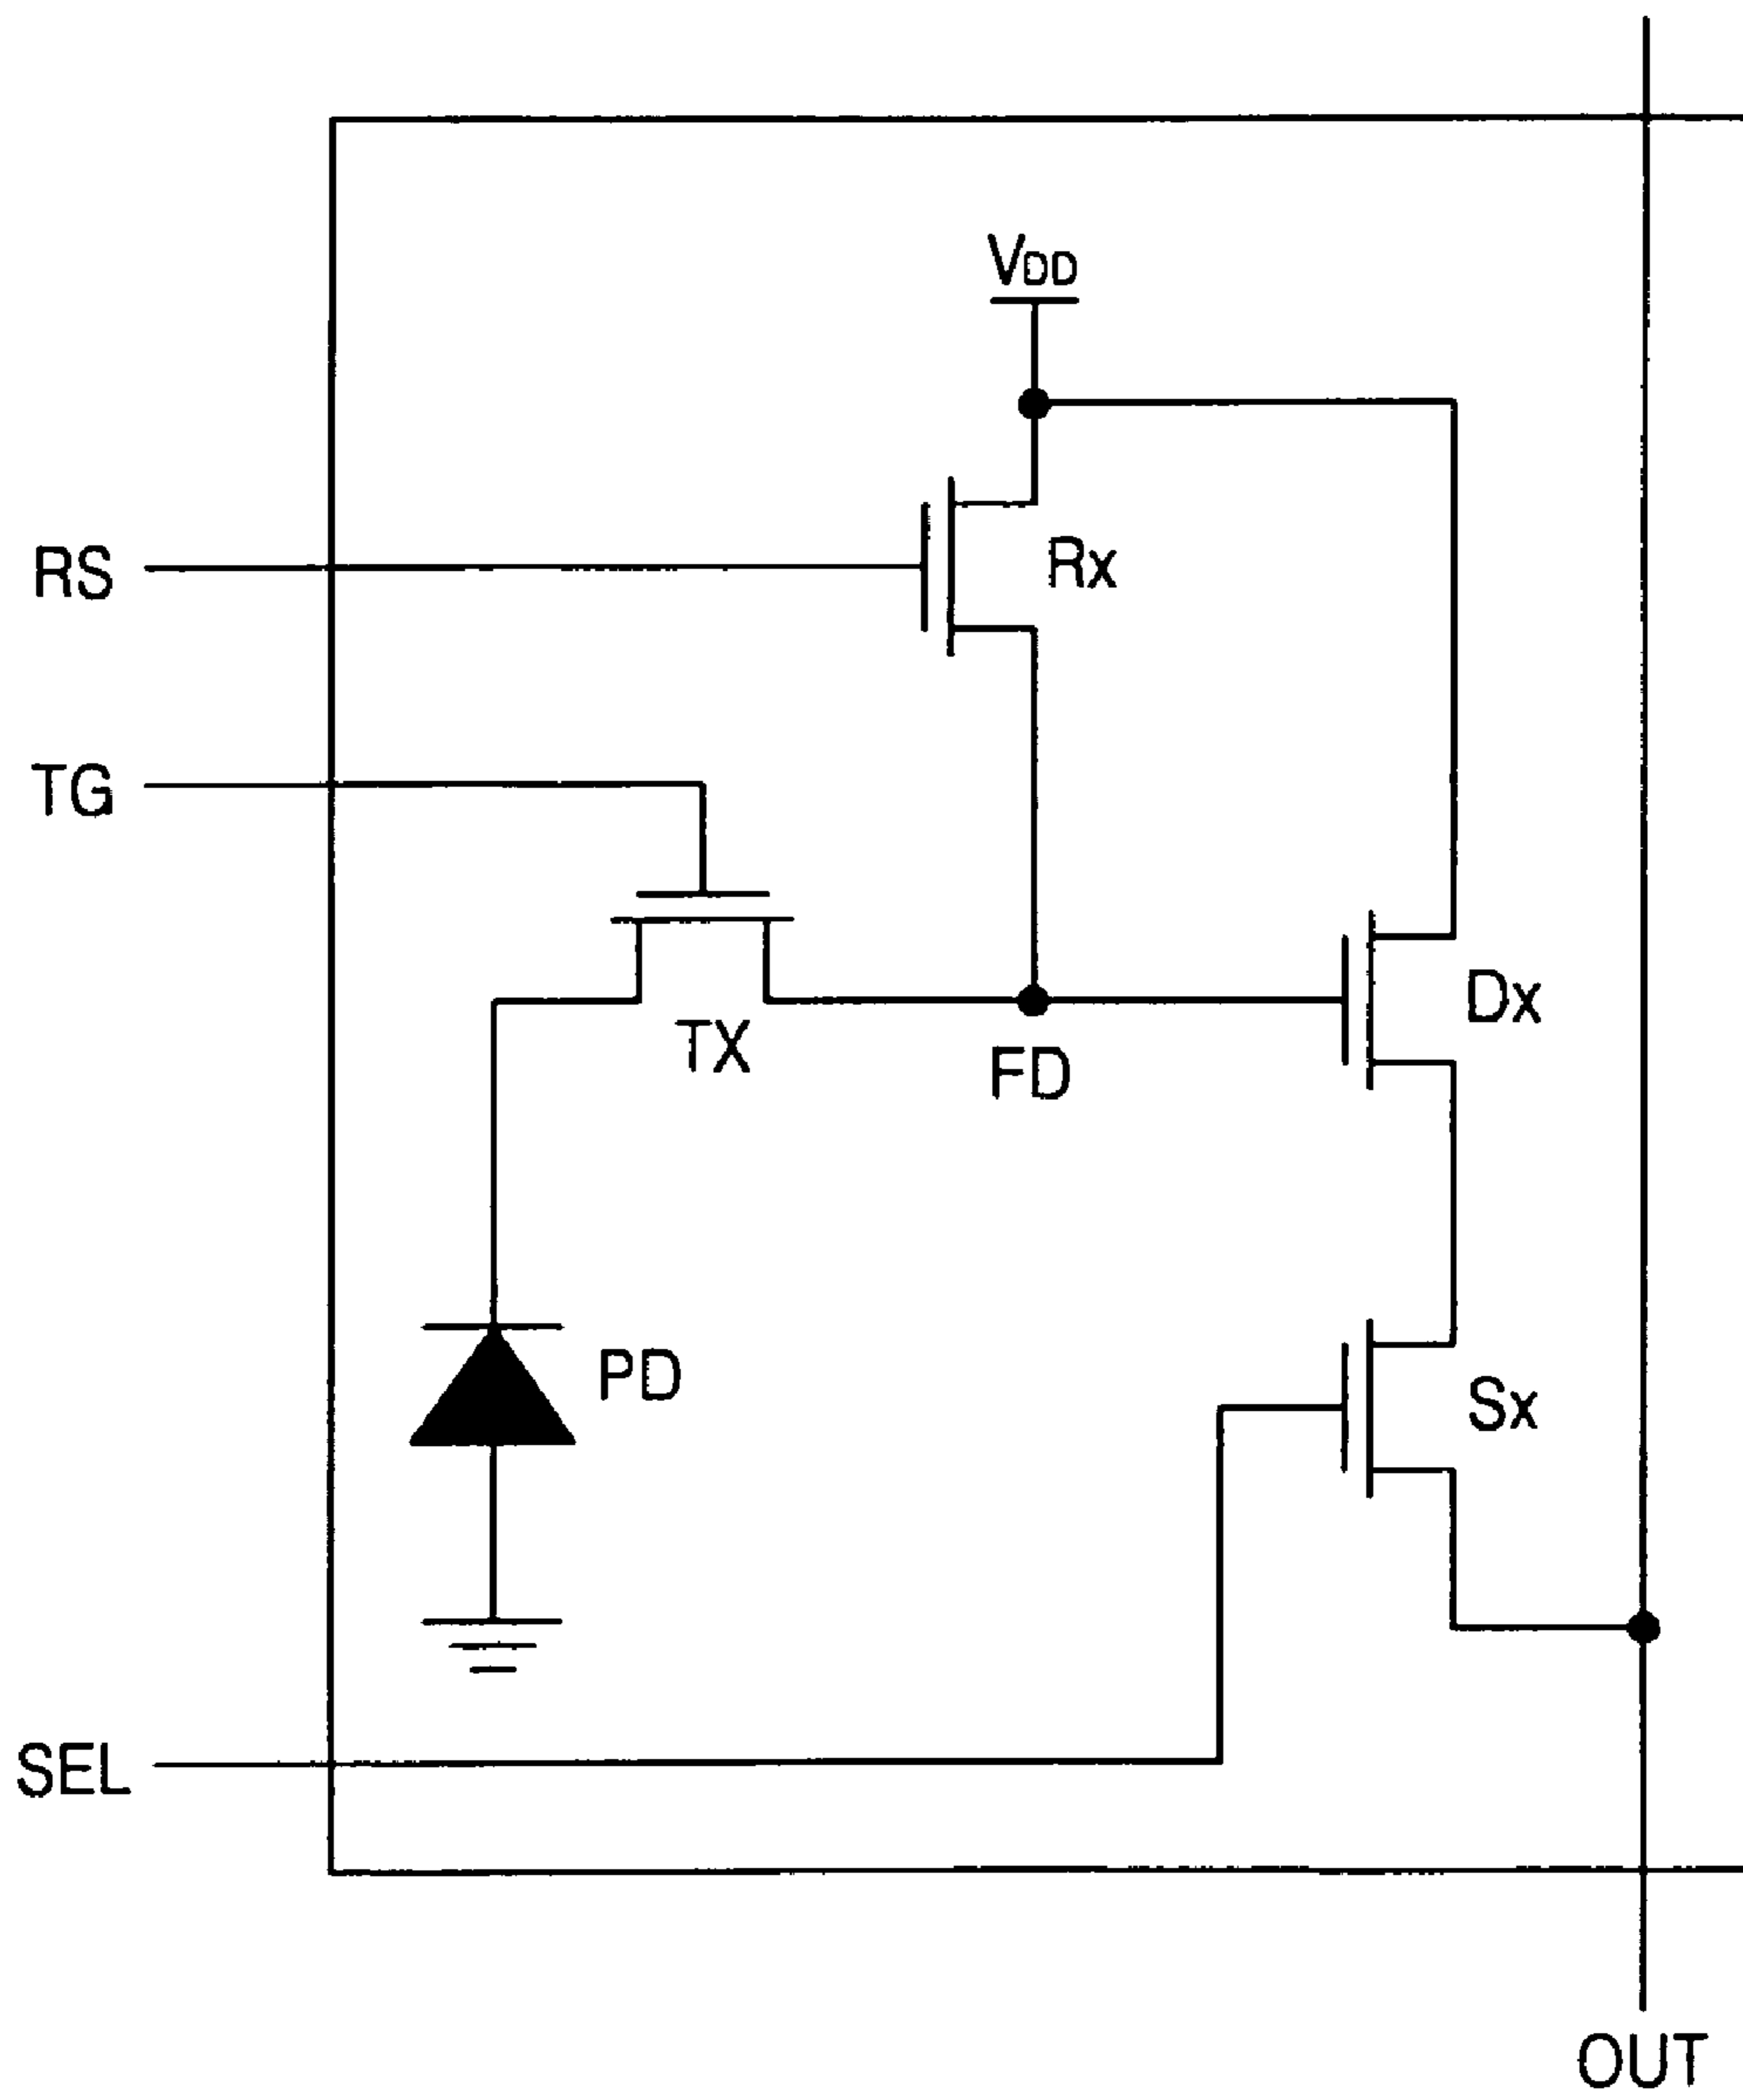 VDD
RS
Rx
TG
Dx
TX
FD
PD
Sx
SEL
OUT